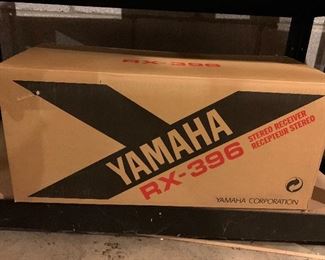 RX-396
YAMAHA
RX-396
STEREO RECEIVER
RECEPTEUR STEREO
YAMAHA CORPORATION